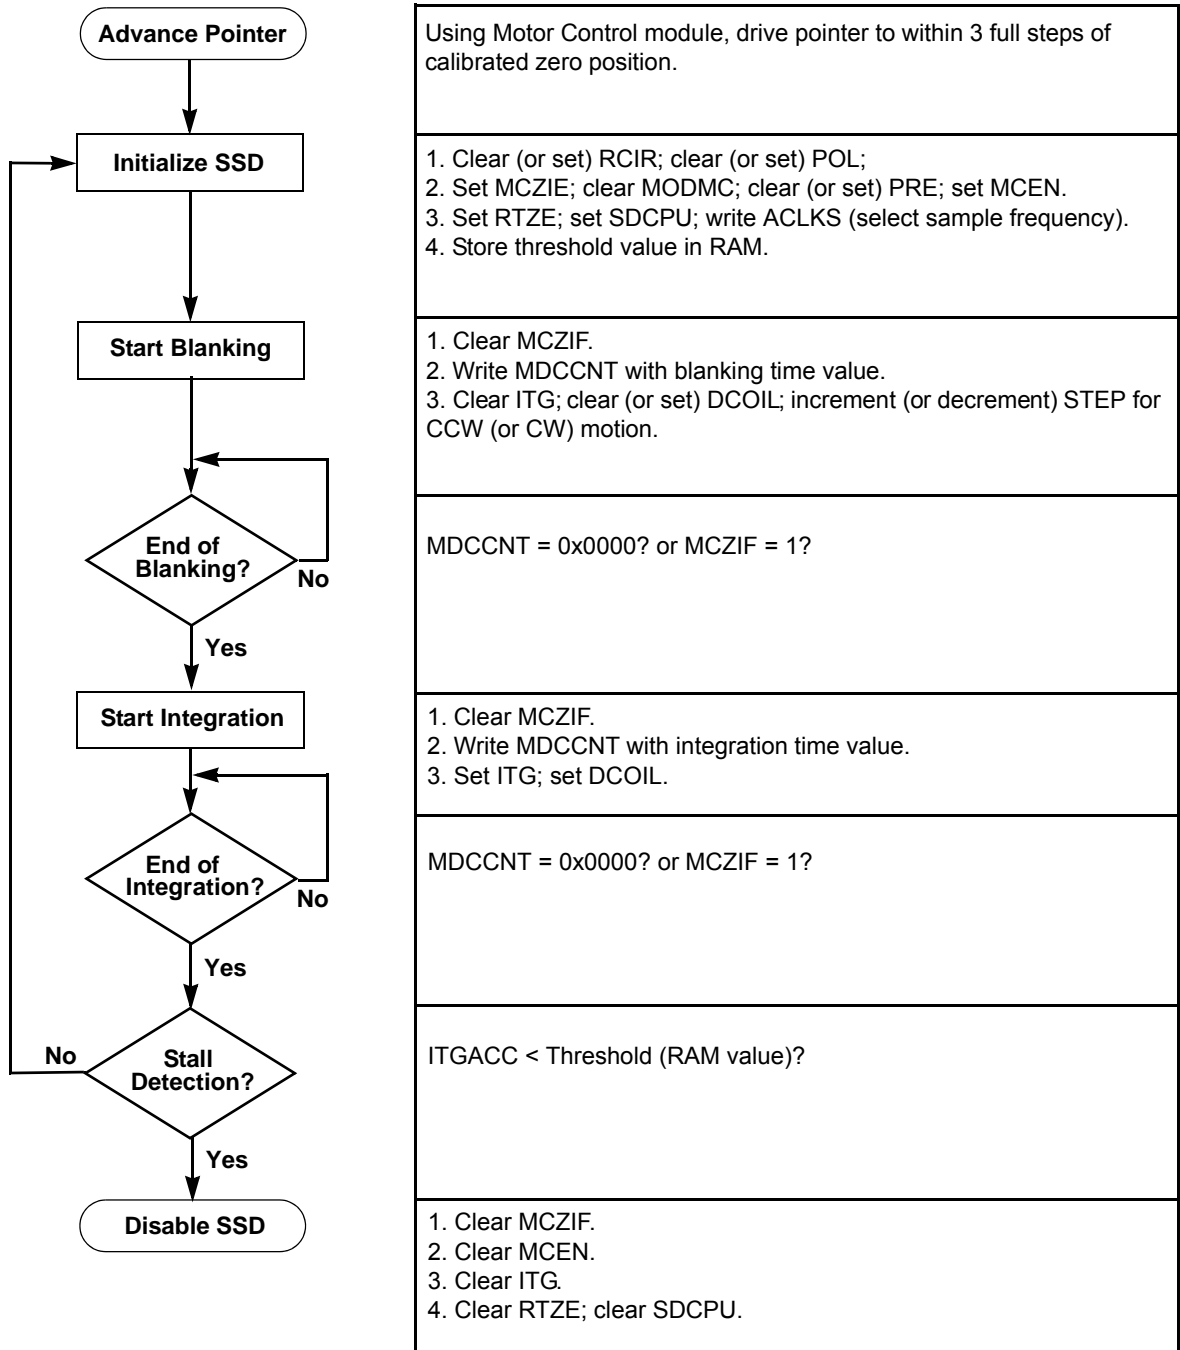 Advance Pointer
Using Motor Control module, drive pointer to within 3 full steps of
calibrated zero position.
Initialize SSD
1. Clear (or set) RCIR; clear (or set) POL;
2. Set MCZIE; clear MODMC; clear (or set) PRE; set MCEN.
3. Set RTZE; set SDCPU; write ACLKS (select sample frequency).
4. Store threshold value in RAM.
Start Blanking
1. Clear MCZIF.
2. Write MDCCNT with blanking time value.
3. Clear ITG; clear (or set) DCOIL; increment (or decrement) STEP for
CCW (or CW) motion.
End of
Blanking?
No
Yes
MDCCNT = 0x0000? or MCZIF = 1?
Start Integration
1. Clear MCZIF.
2. Write MDCCNT with integration time value.
3. Set ITG; set DCOIL.
End of
Integration?
No
Yes
MDCCNT = 0x0000? or MCZIF = 1?
No
Stall
Detection?
Yes
ITGACC < Threshold (RAM value)?
Disable SSD
1. Clear MCZIF.
2. Clear MCEN.
3. Clear ITG.
4. Clear RTZE; clear SDCPU.